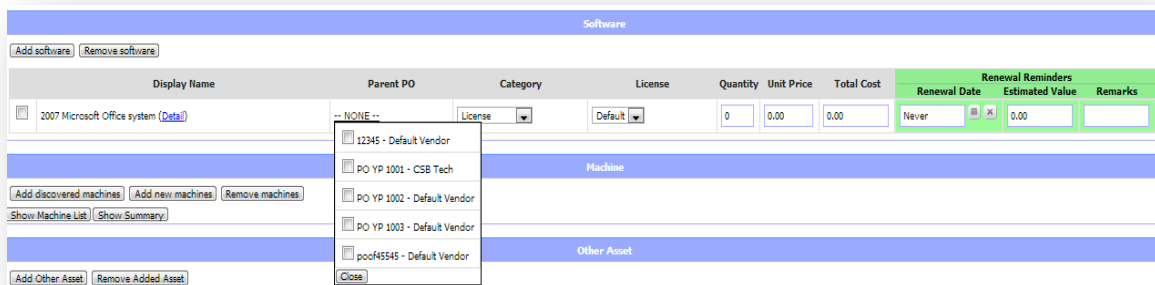 Software
Add software Remove software
Display Name Parent PO Category License Quantity Unit Price Total Cost Renewal Reminders
Renewal Date Estimated Value Remarks
2007 Microsoft Office system (Detail) -- NONE -- License Default 0 0.00 0.00 Never 0.00
12345 - Default Vendor
PO YP 1001 - CSB Tech
PO YP 1002 - Default Vendor
PO YP 1003 - Default Vendor
poof45545 - Default Vendor
Close
Machine
Add discovered machines Add new machines Remove machines
Show Machine List Show Summary
Other Asset
Add Other Asset Remove Added Asset